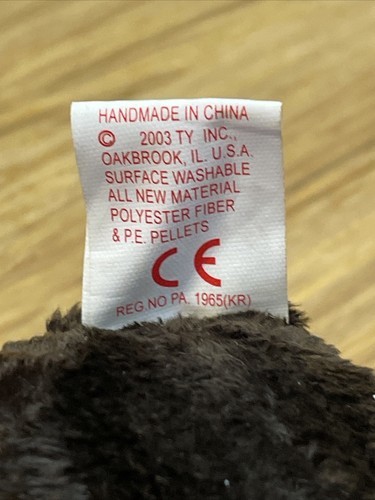 HANDMADE IN CHINA
© 2003 TY INC.,
OAKBROOK, IL. U.S.A.
SURFACE WASHABLE
ALL NEW MATERIAL
POLYESTER FIBER
& P.E. PELLETS
CE
REG.NO PA. 1965(KR)